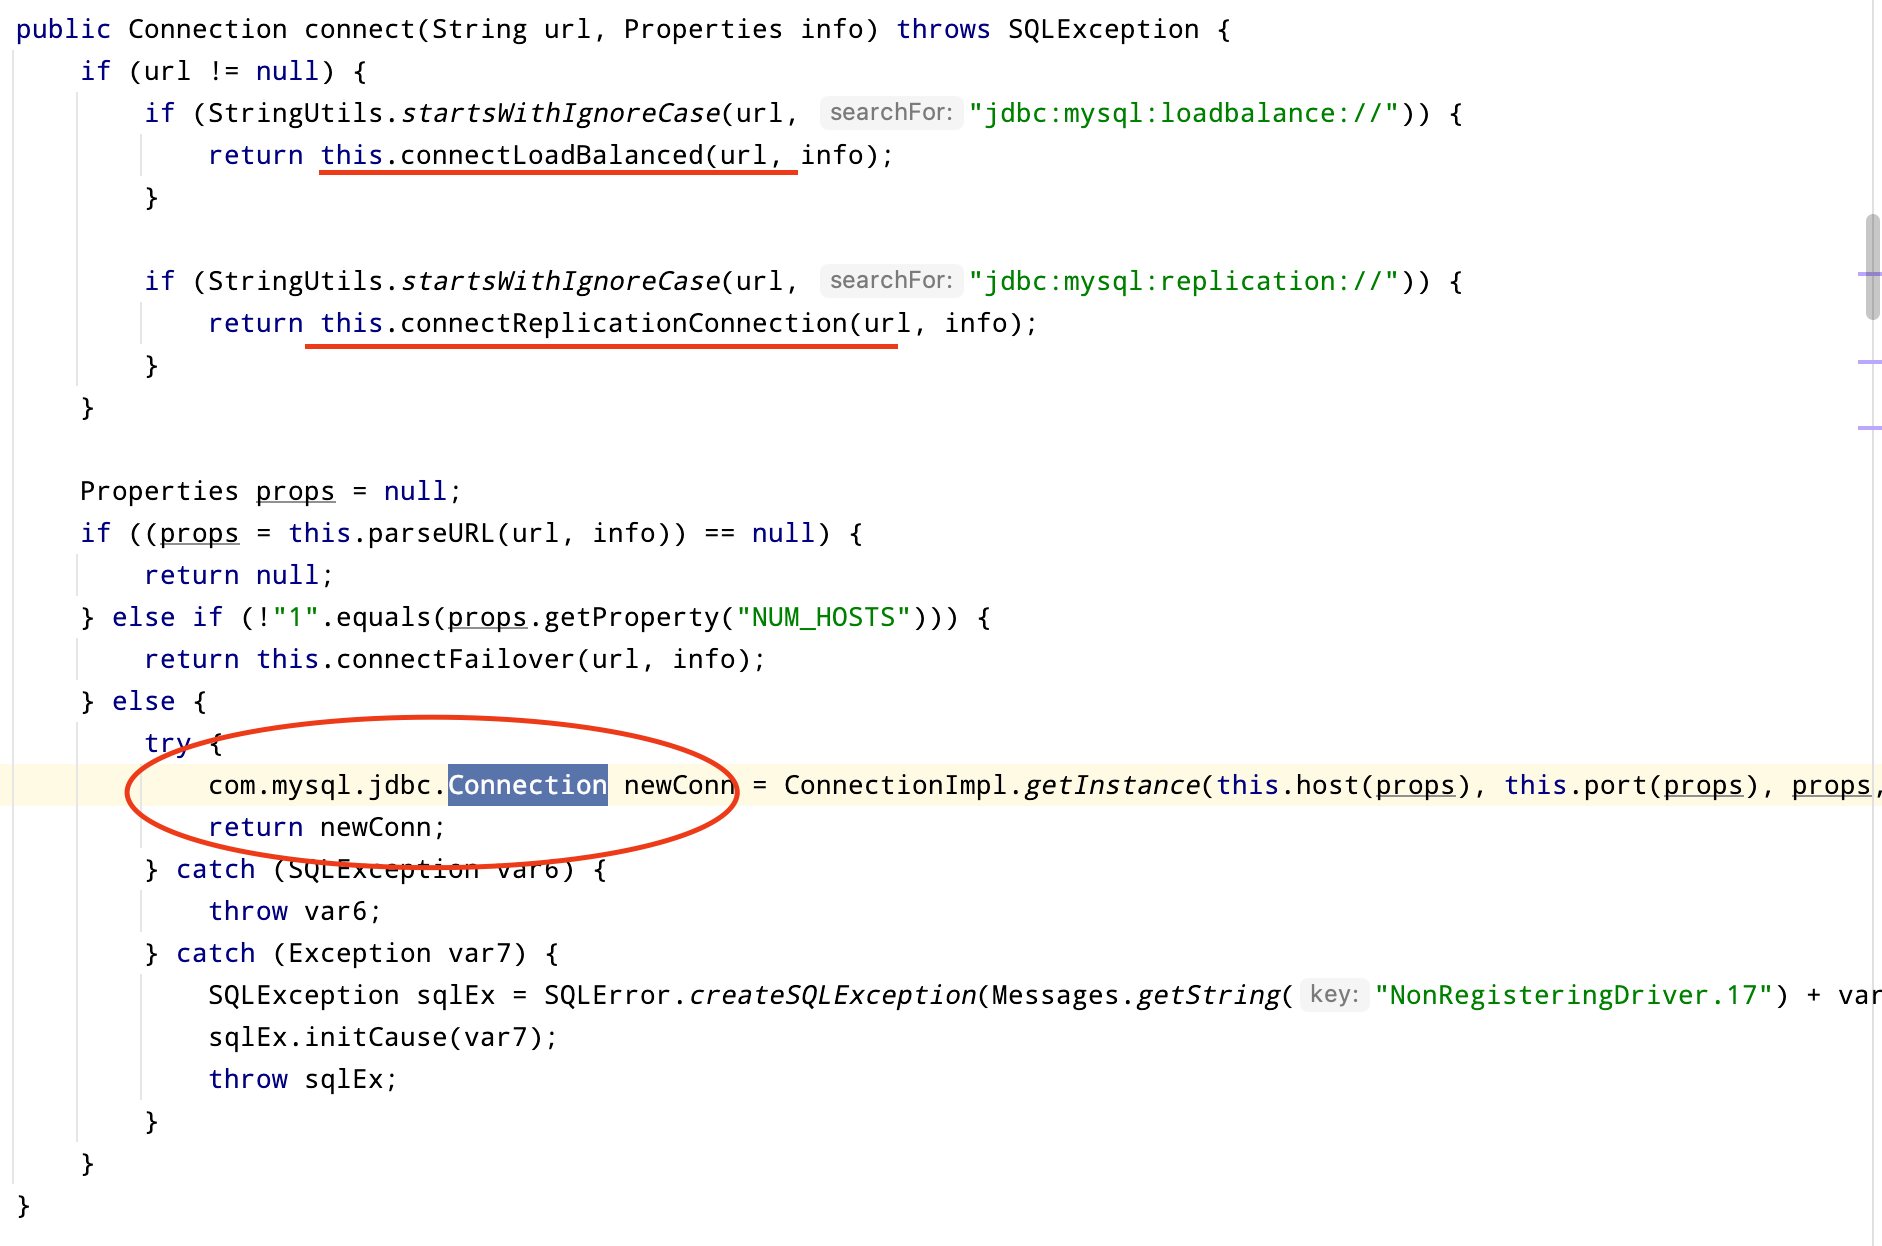 public Connection connect(String url, Properties info) throws SQLException {
if (url != null) {
if (StringUtils.startsWithIgnoreCase(url, searchFor: "jdbc:mysql:loadbalance://")) {
return this.connectLoadBalanced(url, info);
}
if (StringUtils.startsWithIgnoreCase(url, searchFor: "jdbc:mysql:replication://")) {
return this.connectReplicationConnection(url, info);
}
}
Properties props = null;
if ((props = this.parseURL(url, info)) == null) {
return null;
} else if (!"1".equals(props.getProperty("NUM_HOSTS"))) {
return this.connectFailover(url, info);
} else {
try {
com.mysql.jdbc.Connection newConn = ConnectionImpl.getInstance(this.host(props), this.port(props), props,
return newConn;
} catch (SQLException var6) {
throw var6;
} catch (Exception var7) {
SQLException sqlEx = SQLError.createSQLException(Messages.getString( key: "NonRegisteringDriver.17") + var
sqlEx.initCause(var7);
throw sqlEx;
}
}
}